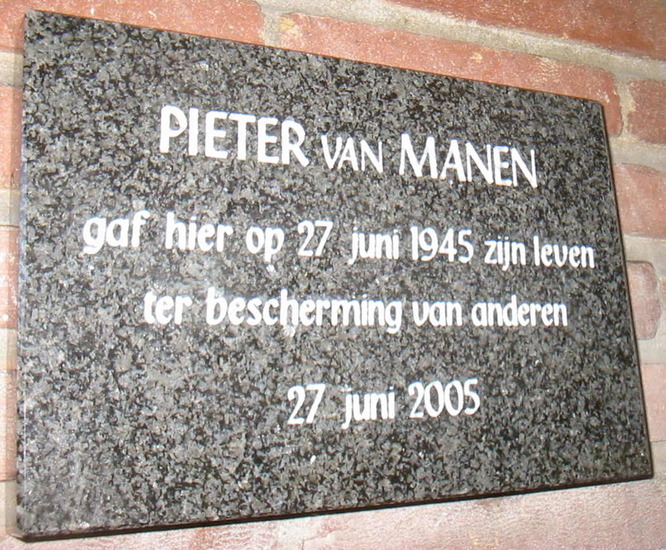 PIETER VAN MANEN
gaf hier op 27 juni 1945 zijn leven
ter bescherming van anderen
27 juni 2005